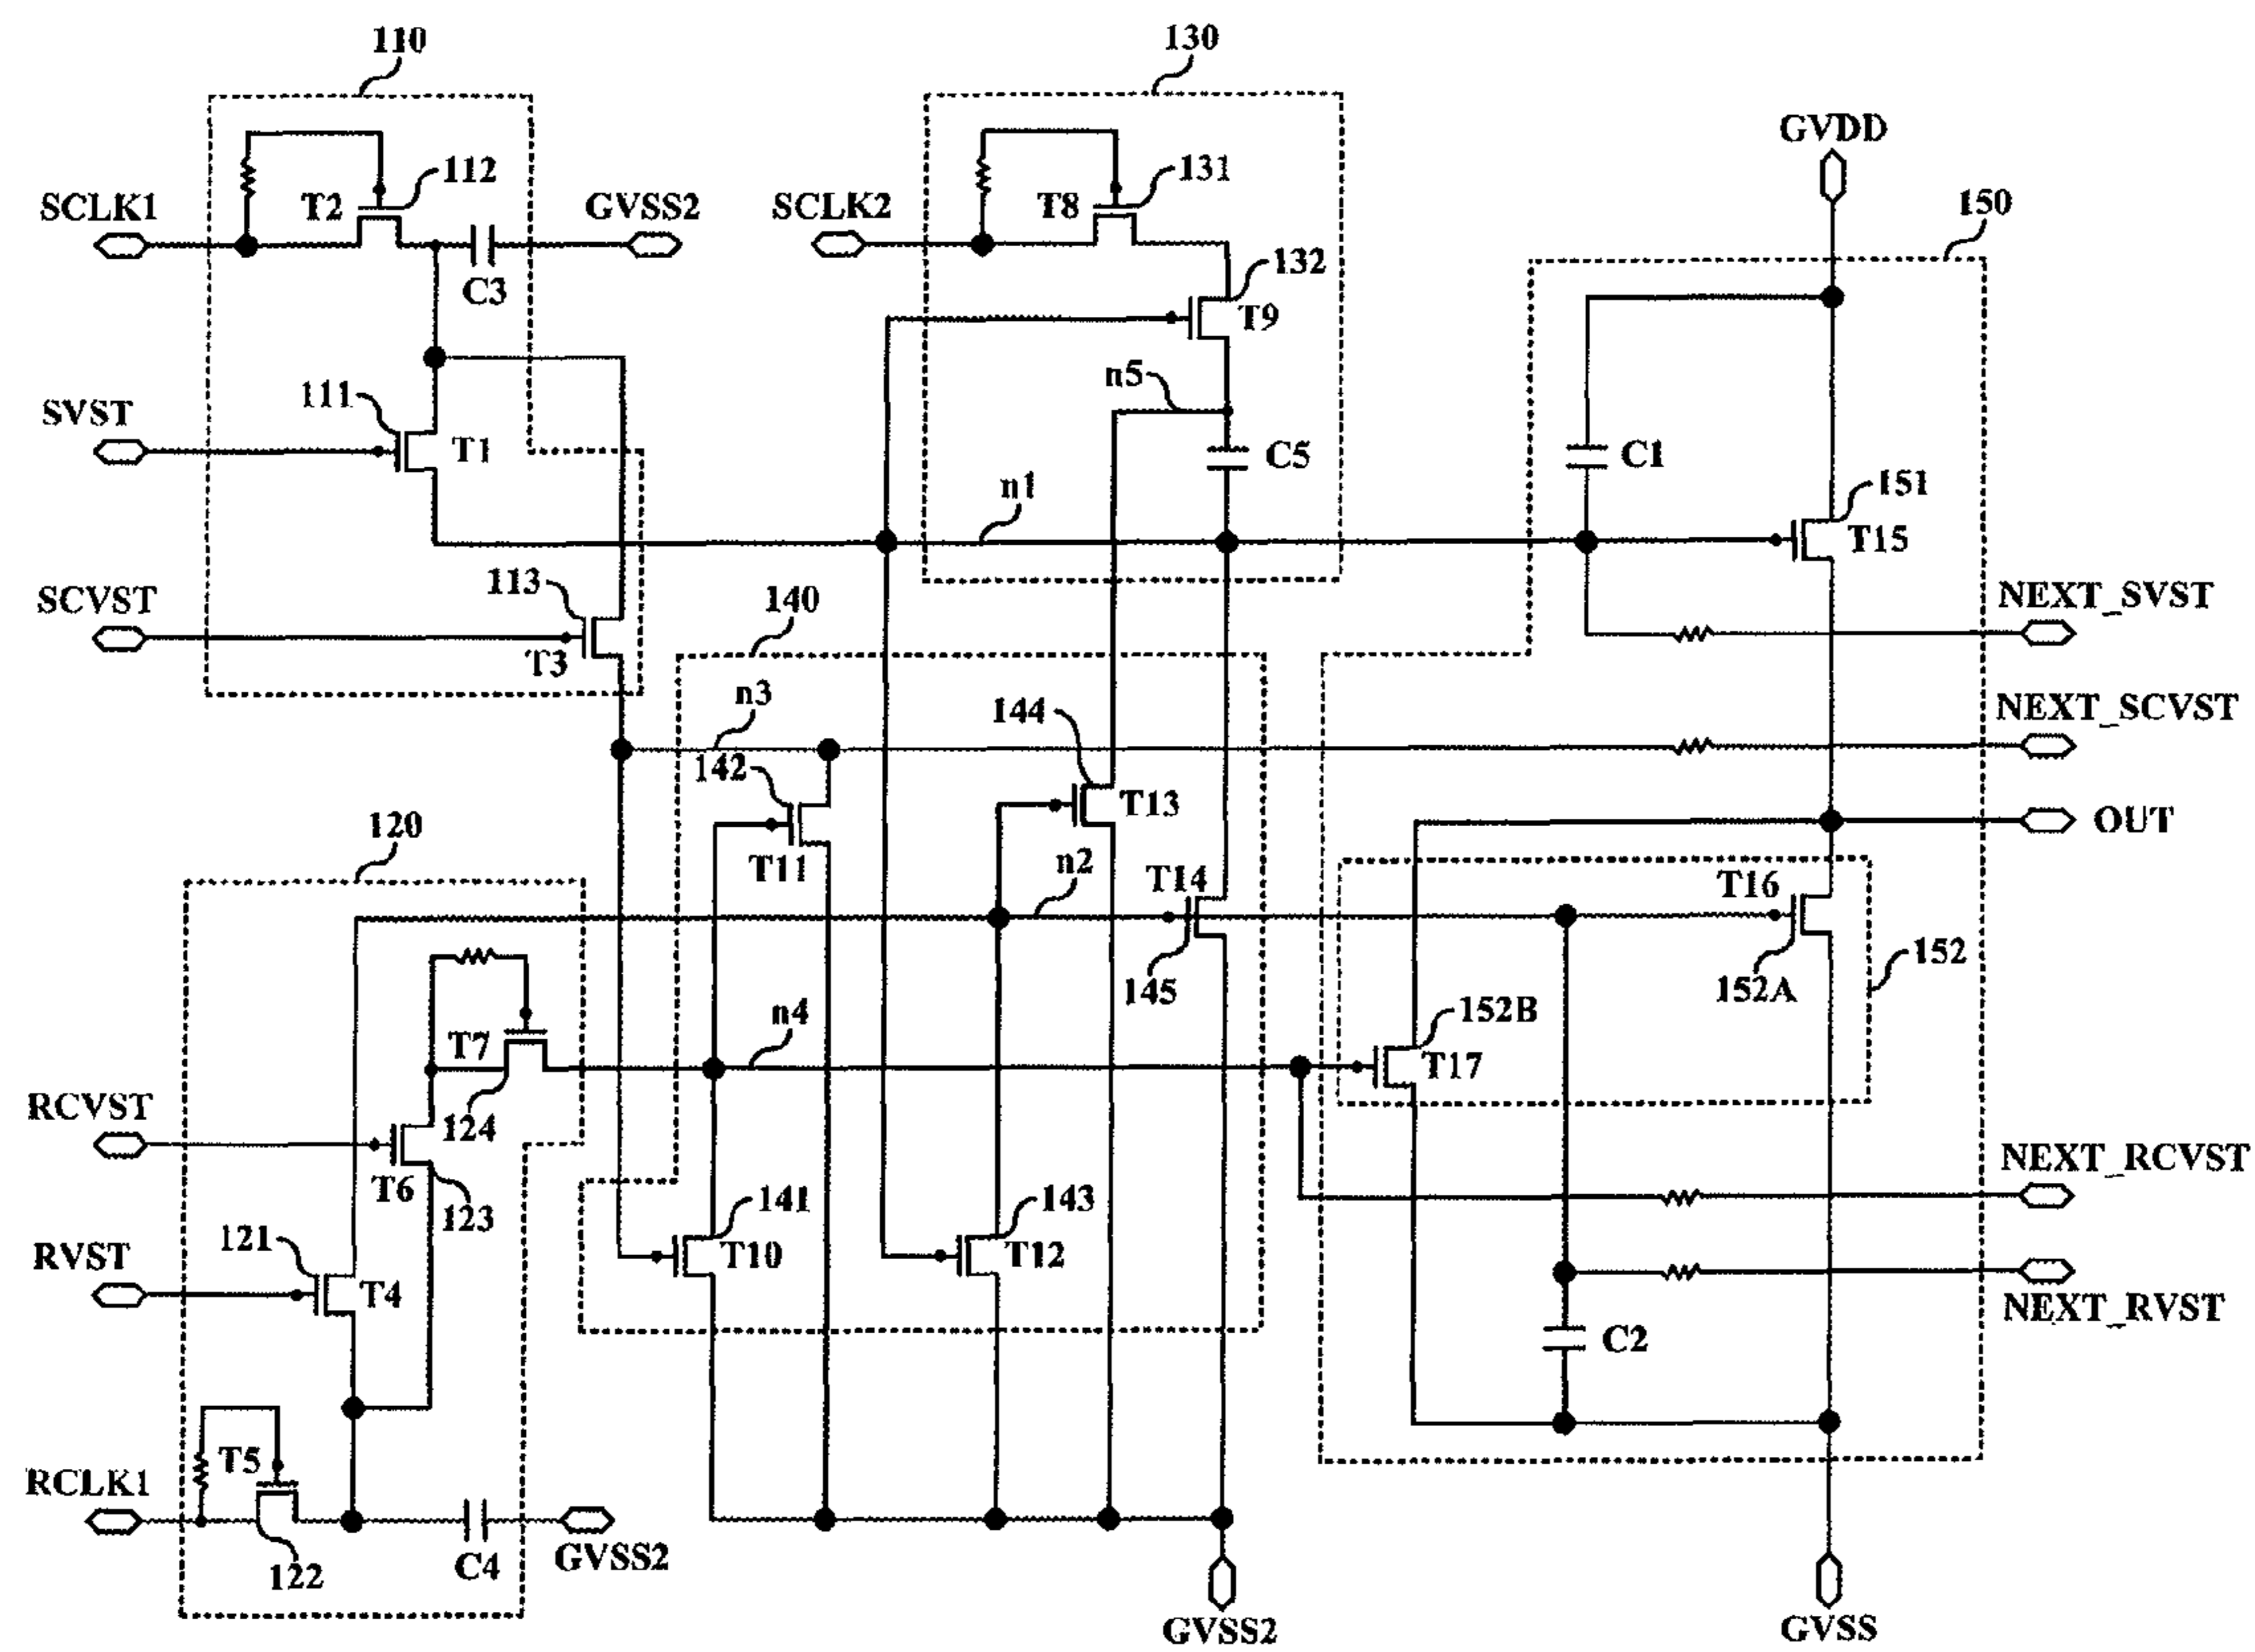 110
130
GVDD
112
131
SCLK1
T2
GVSS2
SCLK2
T8
150
C3
132
T9
n5
111
SVST
T1
C5
C1
n1
151
T15
113
140
SCVST
NEXT_SVST
T3
n3
144
NEXT_SCVST
142
T13
120
OUT
T11
n2
T14
T16
145
152A
152
n4
152B
T7
T17
RCVST
124
NEXT_RCVST
T6
123
141
143
121
RVST
T10
T12
T4
NEXT_RVST
C2
T5
RCLK1
122
C4
GVSS2
GVSS2
GVSS